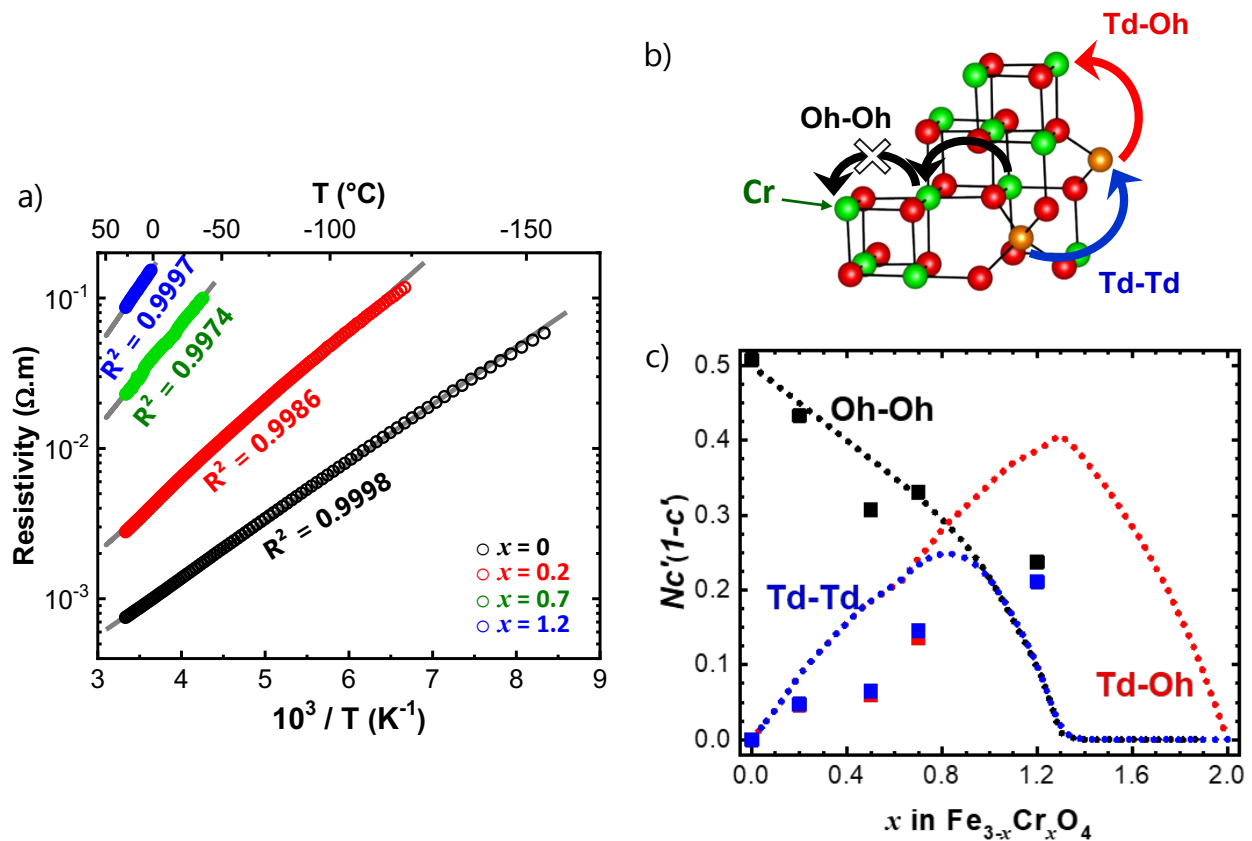 a)
T (°C)
50 0 -50 -100 -150
10⁻¹
10⁻²
10⁻³
Resistivity (Ω.m)
R² = 0.9997
R² = 0.9974
R² = 0.9986
R² = 0.9998
x = 0
x = 0.2
x = 0.7
x = 1.2
3 4 5 6 7 8 9
10³ / T (K⁻¹)
b)
Td-Oh
Oh-Oh
Cr
Td-Td
c)
0.5
0.4
0.3
0.2
0.1
0.0
Nc'(1-c')
Oh-Oh
Td-Td
Td-Oh
0.0 0.4 0.8 1.2 1.6 2.0
x in Fe₃₋ₓCrₓO₄